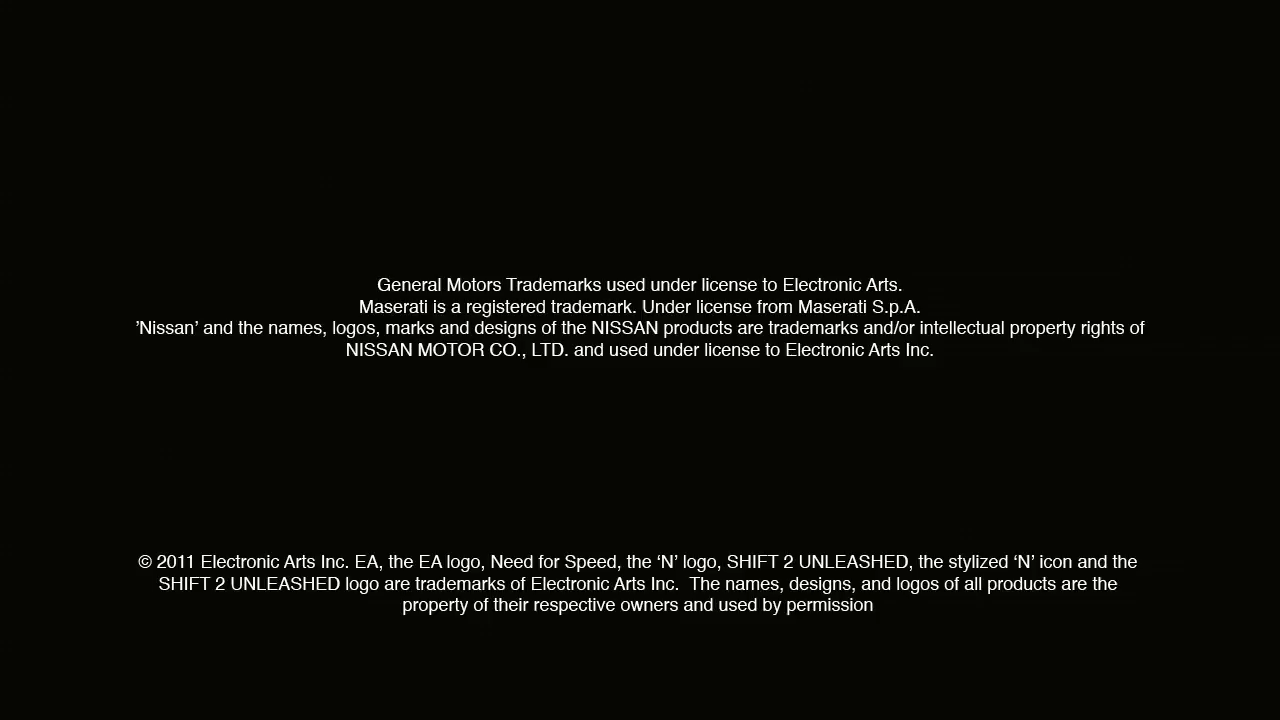 General Motors Trademarks used under license to Electronic Arts.
Maserati is a registered trademark. Under license from Maserati S.p.A.
’Nissan’ and the names, logos, marks and designs of the NISSAN products are trademarks and/or intellectual property rights of
NISSAN MOTOR CO., LTD. and used under license to Electronic Arts Inc.
© 2011 Electronic Arts Inc. EA, the EA logo, Need for Speed, the ‘N’ logo, SHIFT 2 UNLEASHED, the stylized ‘N’ icon and the
SHIFT 2 UNLEASHED logo are trademarks of Electronic Arts Inc.  The names, designs, and logos of all products are the
property of their respective owners and used by permission